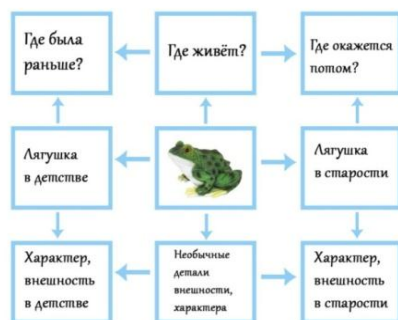 Где была
раньше?
Где живёт?
Где окажется
потом?
Лягушка
в детстве
Лягушка
в старости
Характер,
внешность
в детстве
Необычные
детали
внешности,
характера
Характер,
внешность
в старости